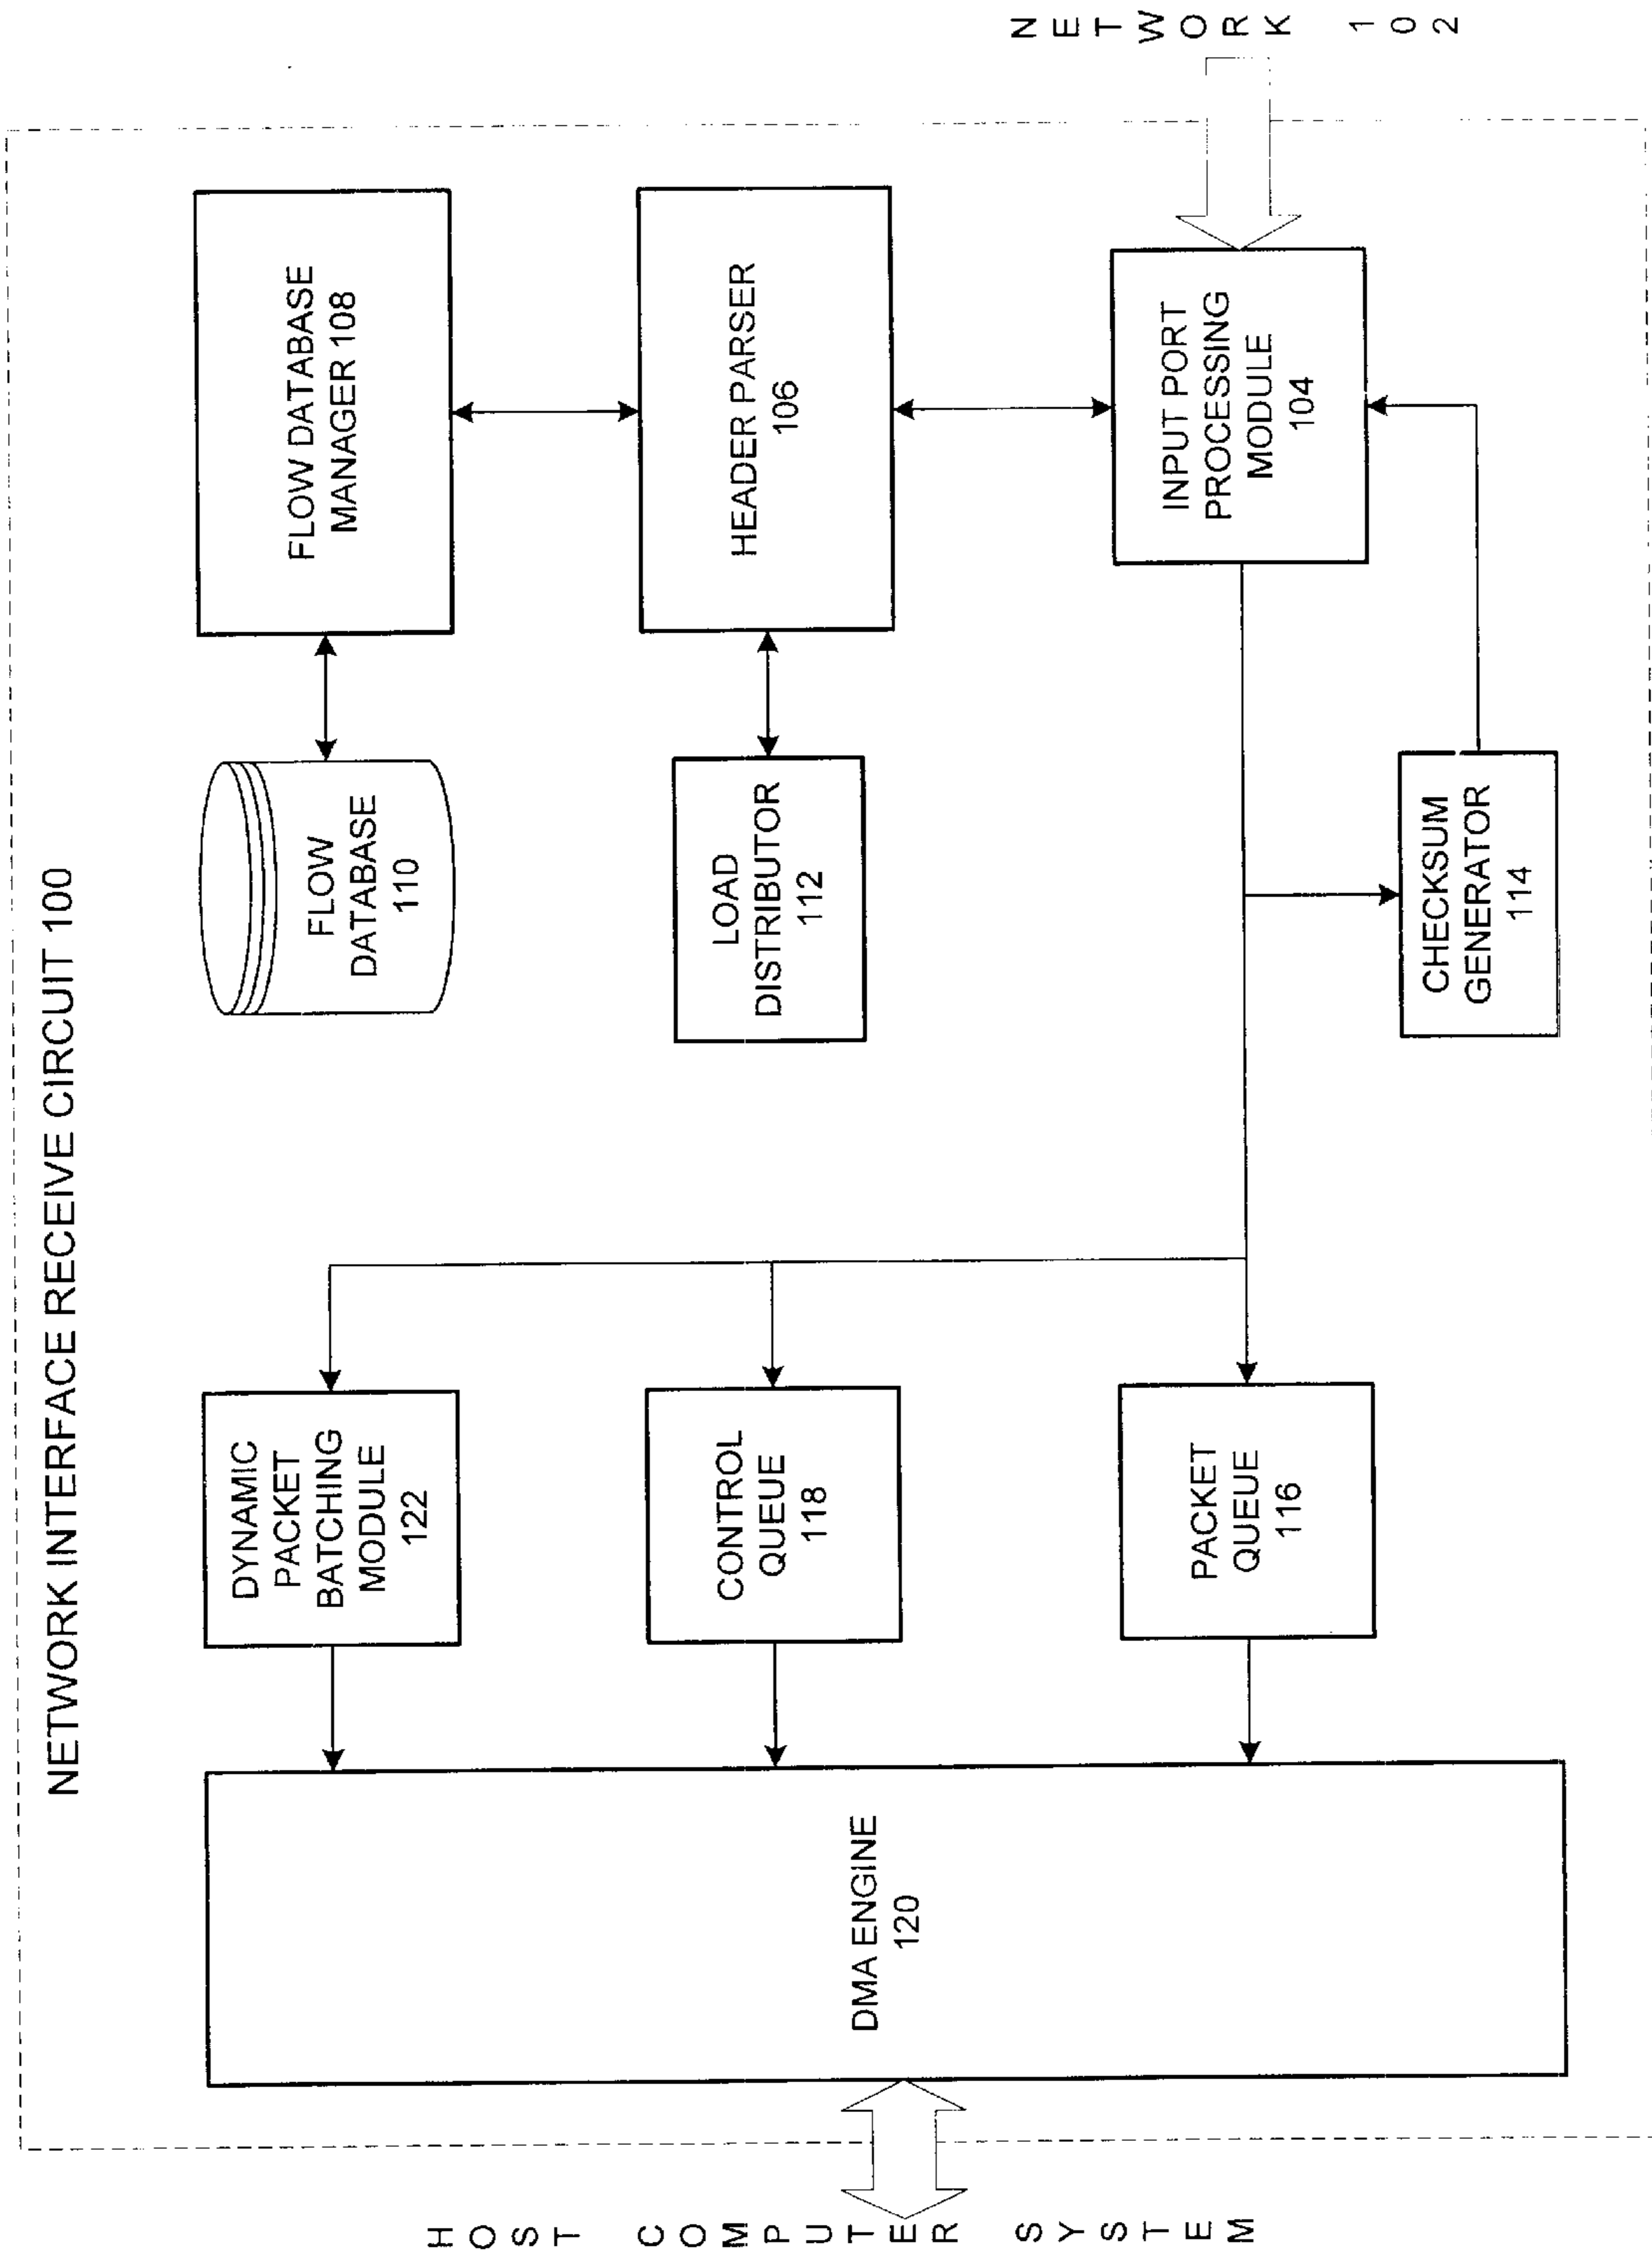 NETWORK INTERFACE RECEIVE CIRCUIT 100
HOST COMPUTER SYSTEM
DMA ENGINE
120
DYNAMIC
PACKET
BATCHING
MODULE
122
CONTROL
QUEUE
118
PACKET
QUEUE
116
FLOW
DATABASE
110
LOAD
DISTRIBUTOR
112
CHECKSUM
GENERATOR
114
FLOW DATABASE
MANAGER 108
HEADER PARSER
106
INPUT PORT
PROCESSING
MODULE
104
NETWORK 102